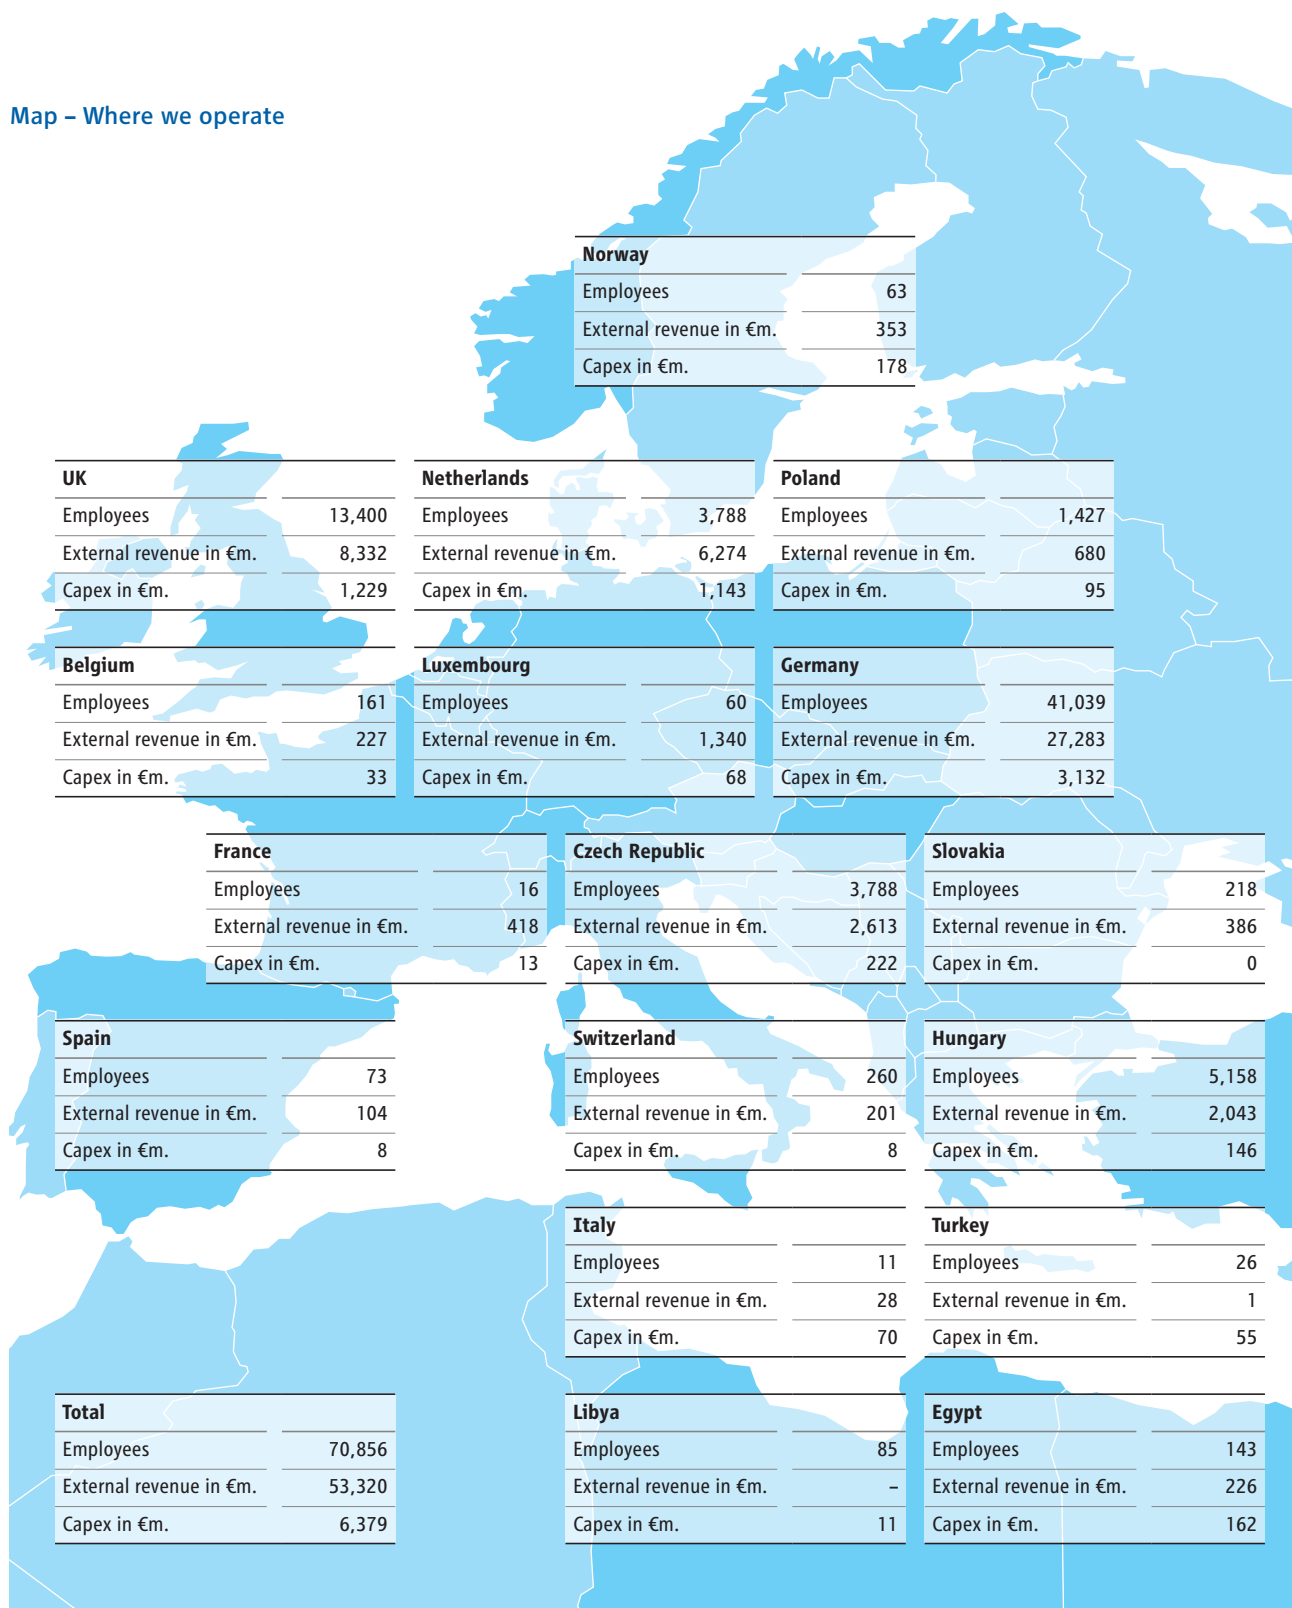 Map – Where we operate
Norway
Employees 63
External revenue in €m. 353
Capex in €m. 178
UK
Employees 13,400
External revenue in €m. 8,332
Capex in €m. 1,229
Netherlands
Employees 3,788
External revenue in €m. 6,274
Capex in €m. 1,143
Poland
Employees 1,427
External revenue in €m. 680
Capex in €m. 95
Belgium
Employees 161
External revenue in €m. 227
Capex in €m. 33
Luxembourg
Employees 60
External revenue in €m. 1,340
Capex in €m. 68
Germany
Employees 41,039
External revenue in €m. 27,283
Capex in €m. 3,132
France
Employees 16
External revenue in €m. 418
Capex in €m. 13
Czech Republic
Employees 3,788
External revenue in €m. 2,613
Capex in €m. 222
Slovakia
Employees 218
External revenue in €m. 386
Capex in €m. 0
Spain
Employees 73
External revenue in €m. 104
Capex in €m. 8
Switzerland
Employees 260
External revenue in €m. 201
Capex in €m. 8
Hungary
Employees 5,158
External revenue in €m. 2,043
Capex in €m. 146
Italy
Employees 11
External revenue in €m. 28
Capex in €m. 70
Turkey
Employees 26
External revenue in €m. 1
Capex in €m. 55
Total
Employees 70,856
External revenue in €m. 53,320
Capex in €m. 6,379
Libya
Employees 85
External revenue in €m. –
Capex in €m. 11
Egypt
Employees 143
External revenue in €m. 226
Capex in €m. 162